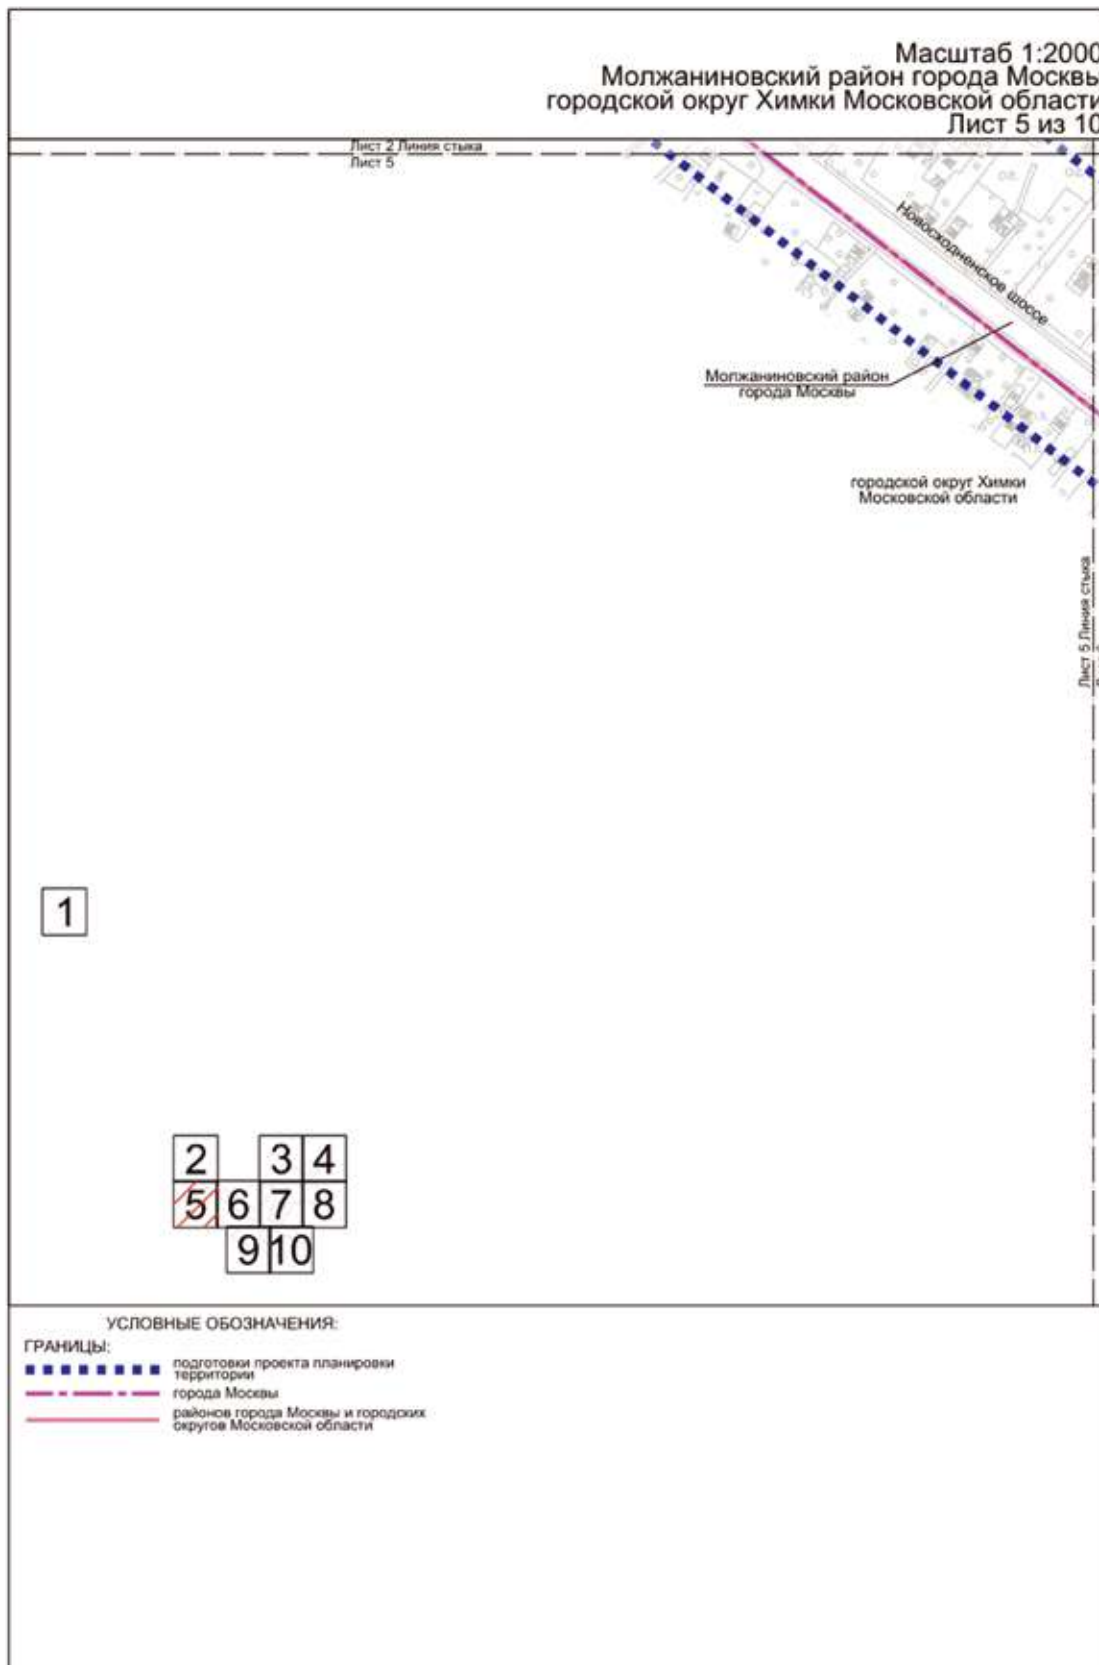 Масштаб 1:2000
Молжаниновский район города Москвы
городской округ Химки Московской области
Лист 5 из 10
Лист 2 Линия стыка
Лист 5
Новосходненское шоссе
Молжаниновский район
города Москвы
городской округ Химки
Московской области
Лист 5 Линия стыка
1
2 3 4
5 6 7 8
9 10
УСЛОВНЫЕ ОБОЗНАЧЕНИЯ:
ГРАНИЦЫ:
подготовки проекта планировки
территории
города Москвы
районов города Москвы и городских
округов Московской области